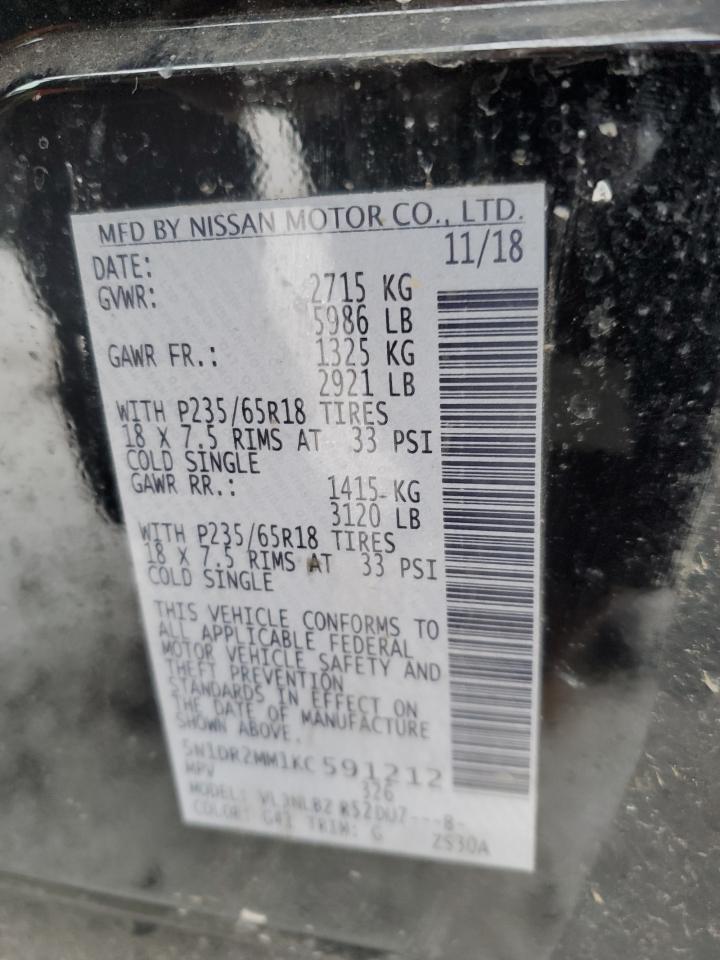 MFD BY NISSAN MOTOR CO., LTD.
DATE: 11/18
GVWR: 2715 KG
5986 LB
GAWR FR.: 1325 KG
2921 LB
WITH P235/65R18 TIRES
18 X 7.5 RIMS AT 33 PSI
COLD SINGLE
GAWR RR.: 1415 KG
3120 LB
WITH P235/65R18 TIRES
18 X 7.5 RIMS AT 33 PSI
COLD SINGLE
THIS VEHICLE CONFORMS TO
ALL APPLICABLE FEDERAL
MOTOR VEHICLE SAFETY AND
THEFT PREVENTION
STANDARDS IN EFFECT ON
THE DATE OF MANUFACTURE
SHOWN ABOVE.
5N1DR2MM1KC591212
MPV 326
MODEL: 
COLOR: G41 TRIM: G ZS30A